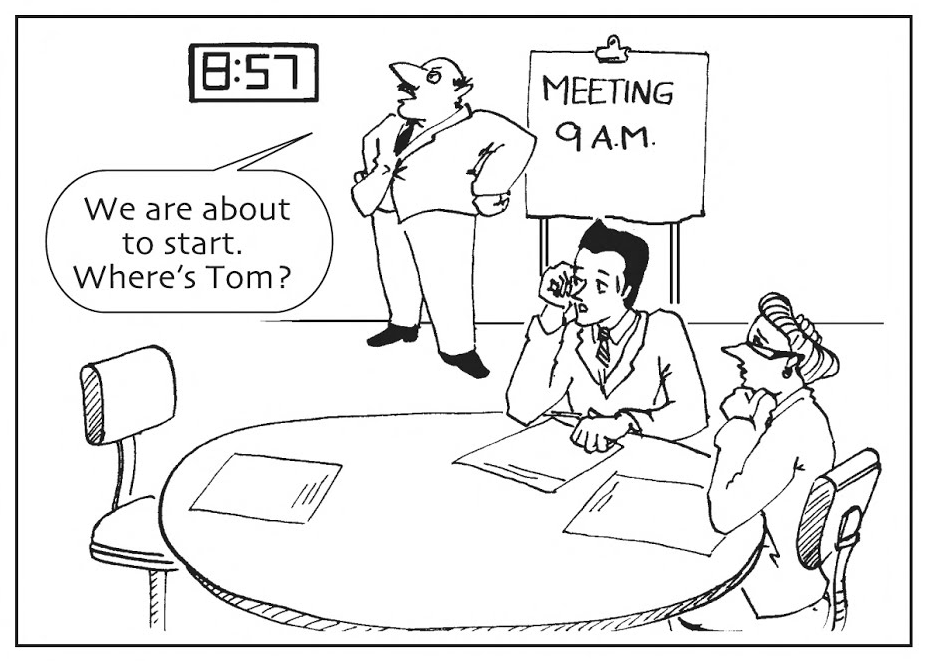 8:57
MEETING
9 A.M.
We are about
to start.
Where's Tom?